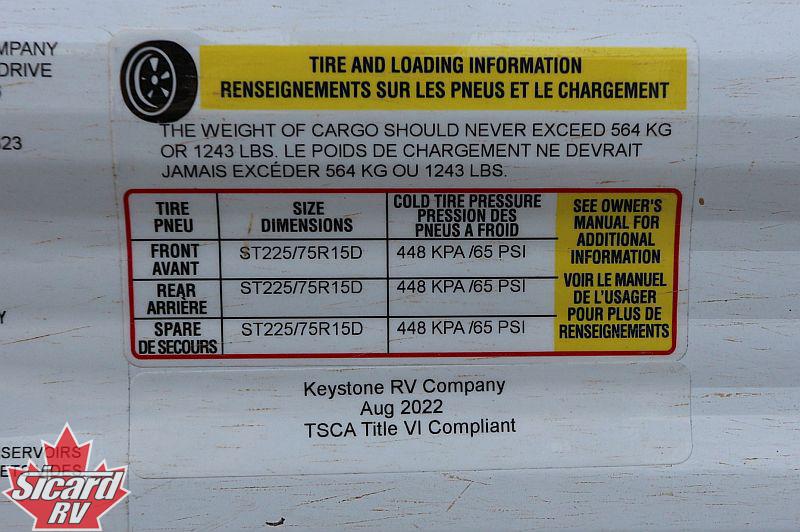 MPANY
DRIVE
23
TIRE AND LOADING INFORMATION
RENSEIGNEMENTS SUR LES PNEUS ET LE CHARGEMENT
THE WEIGHT OF CARGO SHOULD NEVER EXCEED 564 KG
OR 1243 LBS. LE POIDS DE CHARGEMENT NE DEVRAIT
JAMAIS EXCÉDER 564 KG OU 1243 LBS.
TIRE
PNEU
SIZE
DIMENSIONS
COLD TIRE PRESSURE
PRESSION DES
PNEUS A FROID
SEE OWNER'S
MANUAL FOR
ADDITIONAL
INFORMATION
VOIR LE MANUEL
DE L'USAGER
POUR PLUS DE
RENSEIGNEMENTS
FRONT
AVANT
ST225/75R15D
448 KPA /65 PSI
REAR
ARRIÈRE
ST225/75R15D
448 KPA /65 PSI
SPARE
DE SECOURS
ST225/75R15D
448 KPA /65 PSI
Keystone RV Company
Aug 2022
TSCA Title VI Compliant
SERVOIRS
Sicard
RV